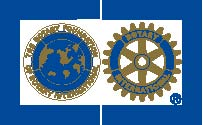 THE ROTARY FOUNDATION
OF ROTARY INTERNATIONAL
ROTARY
INTERNATIONAL
®